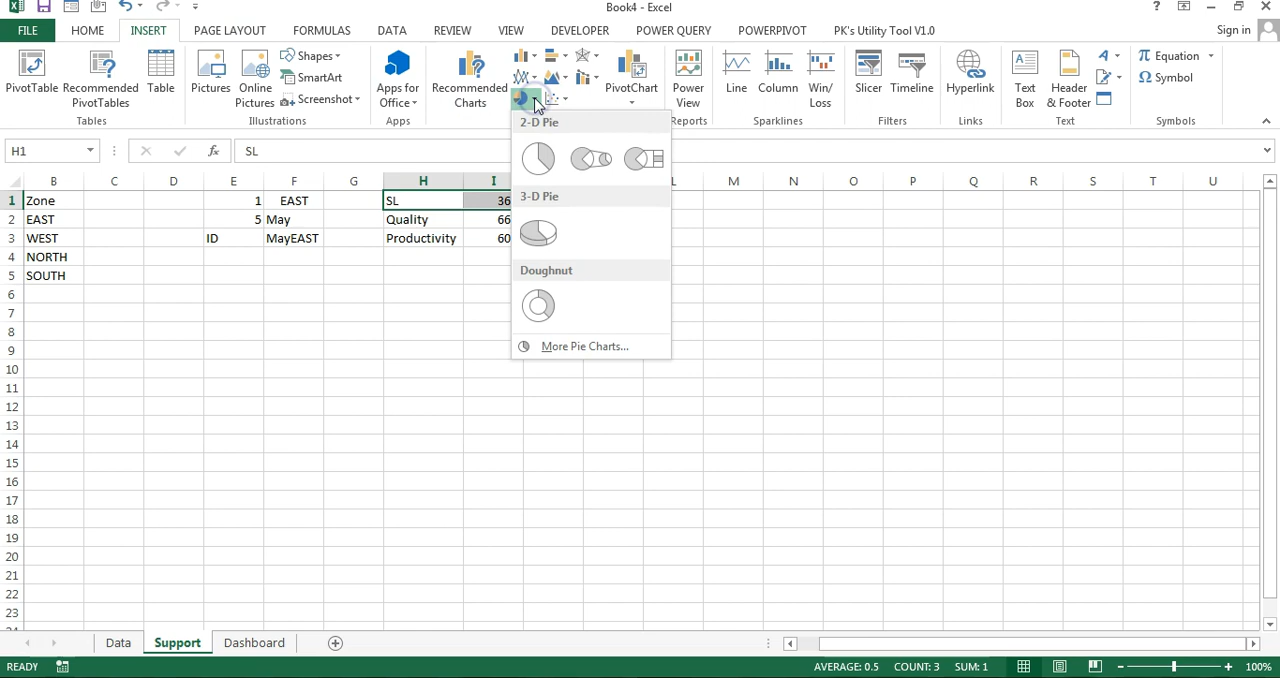 Book4 - Excel
?
FILE HOME INSERT PAGE LAYOUT FORMULAS DATA REVIEW VIEW DEVELOPER POWER QUERY POWERPIVOT PK's Utility Tool V1.0 Sign in
PivotTable Recommended PivotTables Table
Tables
Pictures Online Pictures Shapes SmartArt Screenshot
Illustrations
Apps for Office
Apps
Recommended Charts
PivotChart
Power View
Reports
Line Column Win/ Loss
Sparklines
Slicer Timeline
Filters
Hyperlink
Links
Text Box Header & Footer
Text
Equation
Symbol
Symbols
H1 fx SL
2-D Pie
3-D Pie
Doughnut
More Pie Charts...
B C D E F G H I L M N O P Q R S T U
1 Zone 1 EAST SL 36
2 EAST 5 May Quality 66
3 WEST ID MayEAST Productivity 60
4 NORTH
5 SOUTH
6
7
8
9
10
11
12
13
14
15
16
17
18
19
20
21
22
23
Data Support Dashboard
READY AVERAGE: 0.5 COUNT: 3 SUM: 1 100%